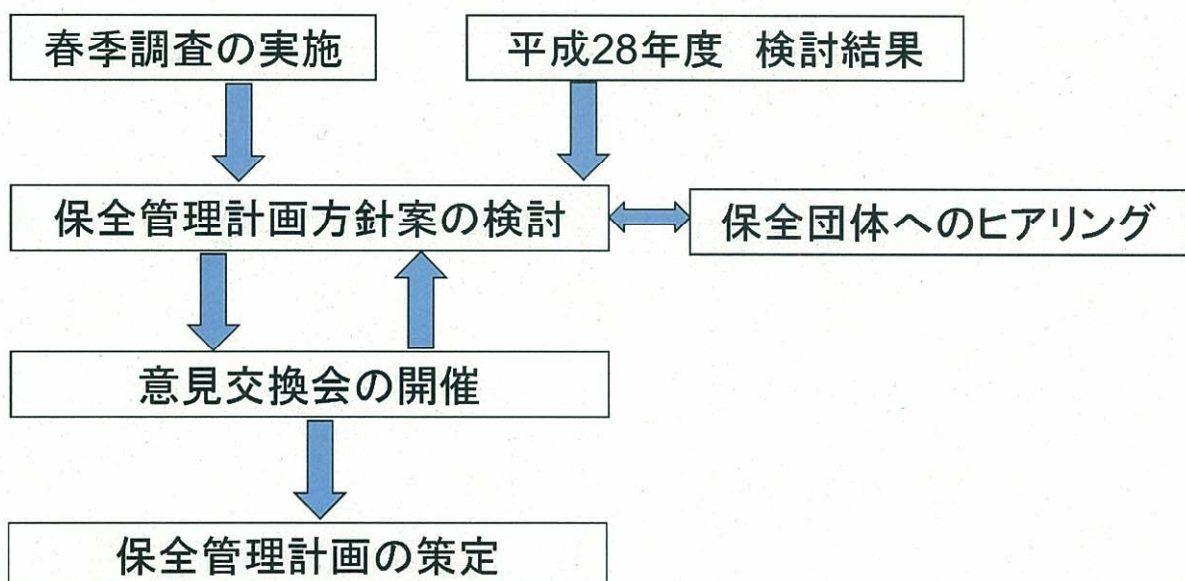 春季調査の実施
平成28年度　検討結果
保全管理計画方針案の検討
保全団体へのヒアリング
意見交換会の開催
保全管理計画の策定